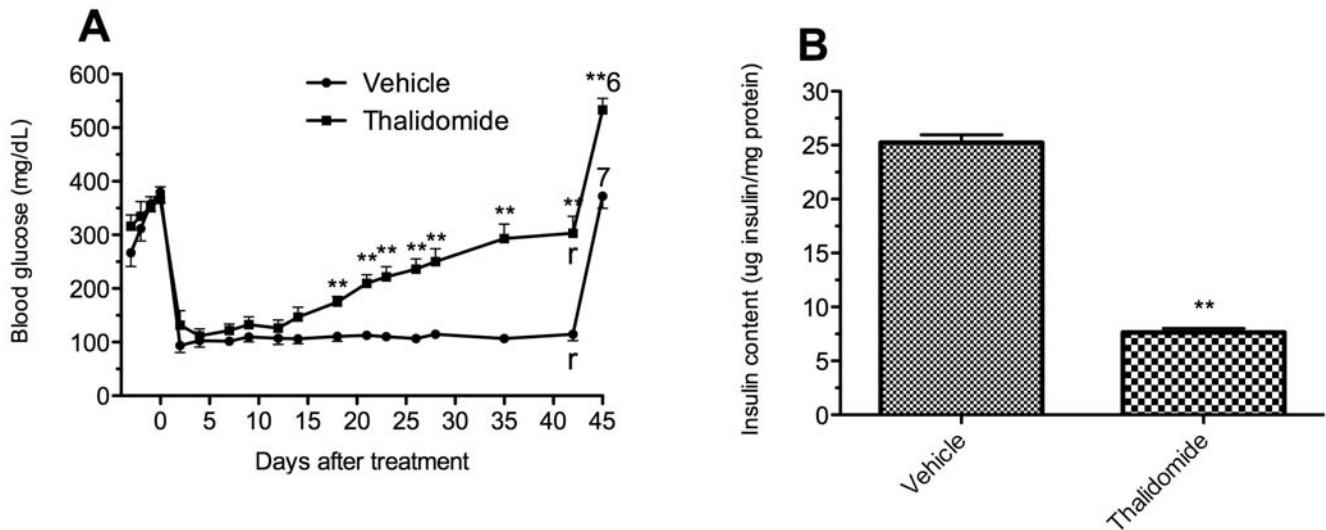 A
Blood glucose (mg/dL)
600
500
400
300
200
100
0
Vehicle
Thalidomide
**
**
**
**
**
**
**
**6
7
r
r
0 5 10 15 20 25 30 35 40 45
Days after treatment
B
Insulin content (ug insulin/mg protein)
30
25
20
15
10
5
0
**
Vehicle
Thalidomide